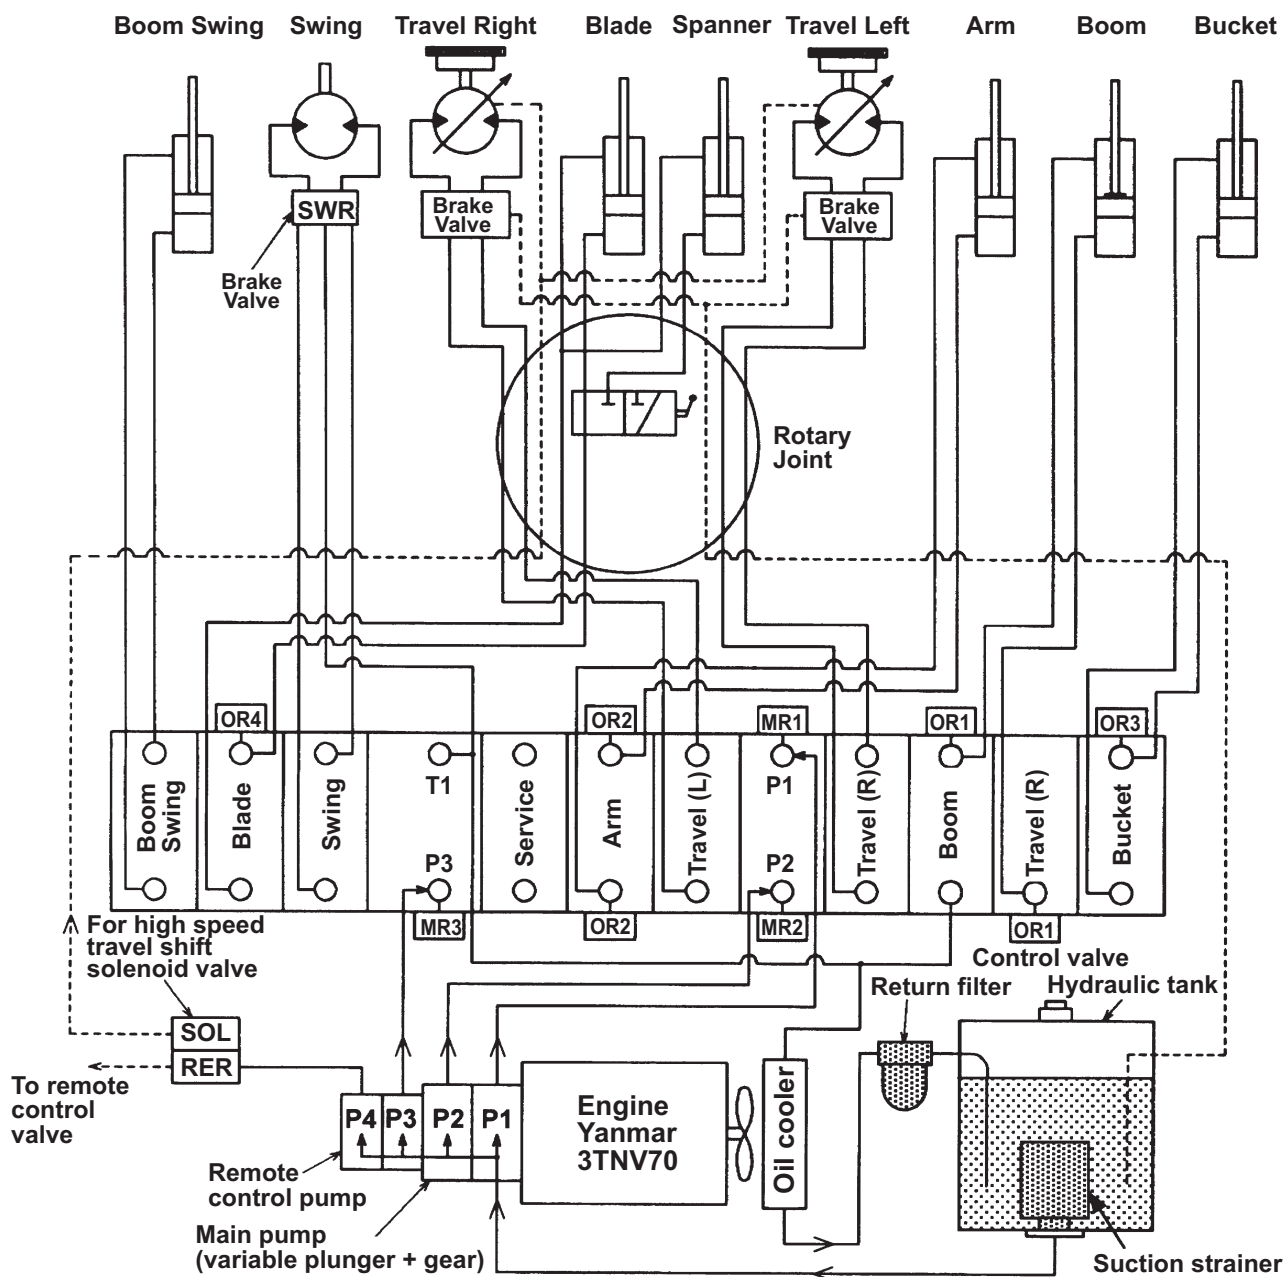 Boom Swing
Swing
Travel Right
Blade
Spanner
Travel Left
Arm
Boom
Bucket
SWR
Brake
Valve
Brake
Valve
Brake
Valve
Rotary
Joint
OR4
OR2
MR1
OR1
OR3
Boom
Swing
Blade
Swing
T1
P3
Service
Arm
Travel (L)
P1
P2
Travel (R)
Boom
Travel (R)
Bucket
MR3
OR2
MR2
OR1
For high speed
travel shift
solenoid valve
Control valve
Return filter
Hydraulic tank
SOL
RER
To remote
control
valve
P4
P3
P2
P1
Engine
Yanmar
3TNV70
Oil cooler
Remote
control pump
Main pump
(variable plunger + gear)
Suction strainer